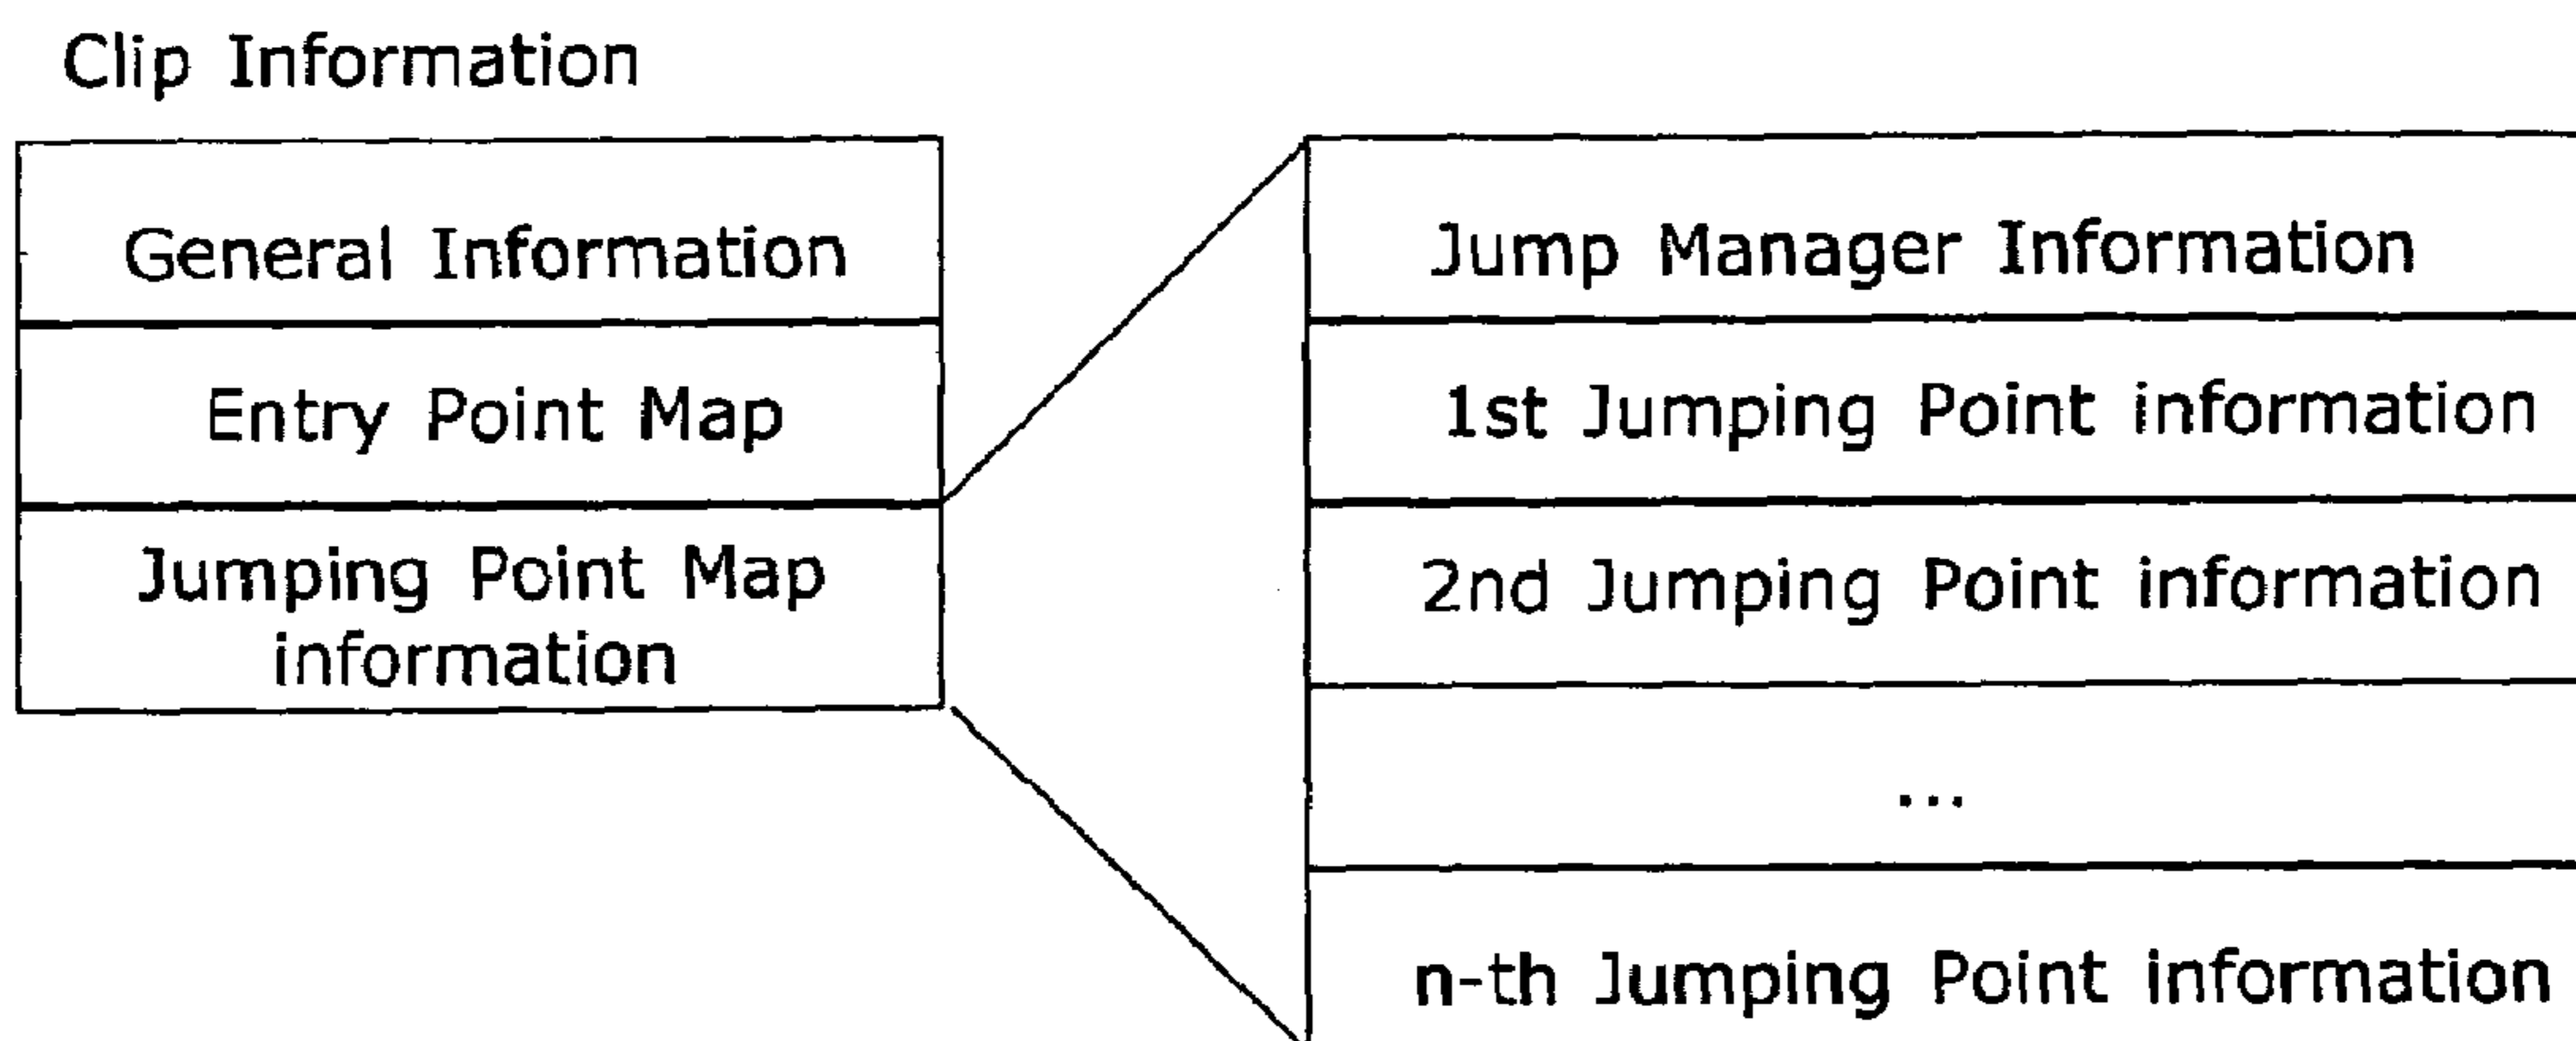 Clip Information
General Information
Entry Point Map
Jumping Point Map
information
Jump Manager Information
1st Jumping Point information
2nd Jumping Point information
...
n-th Jumping Point information